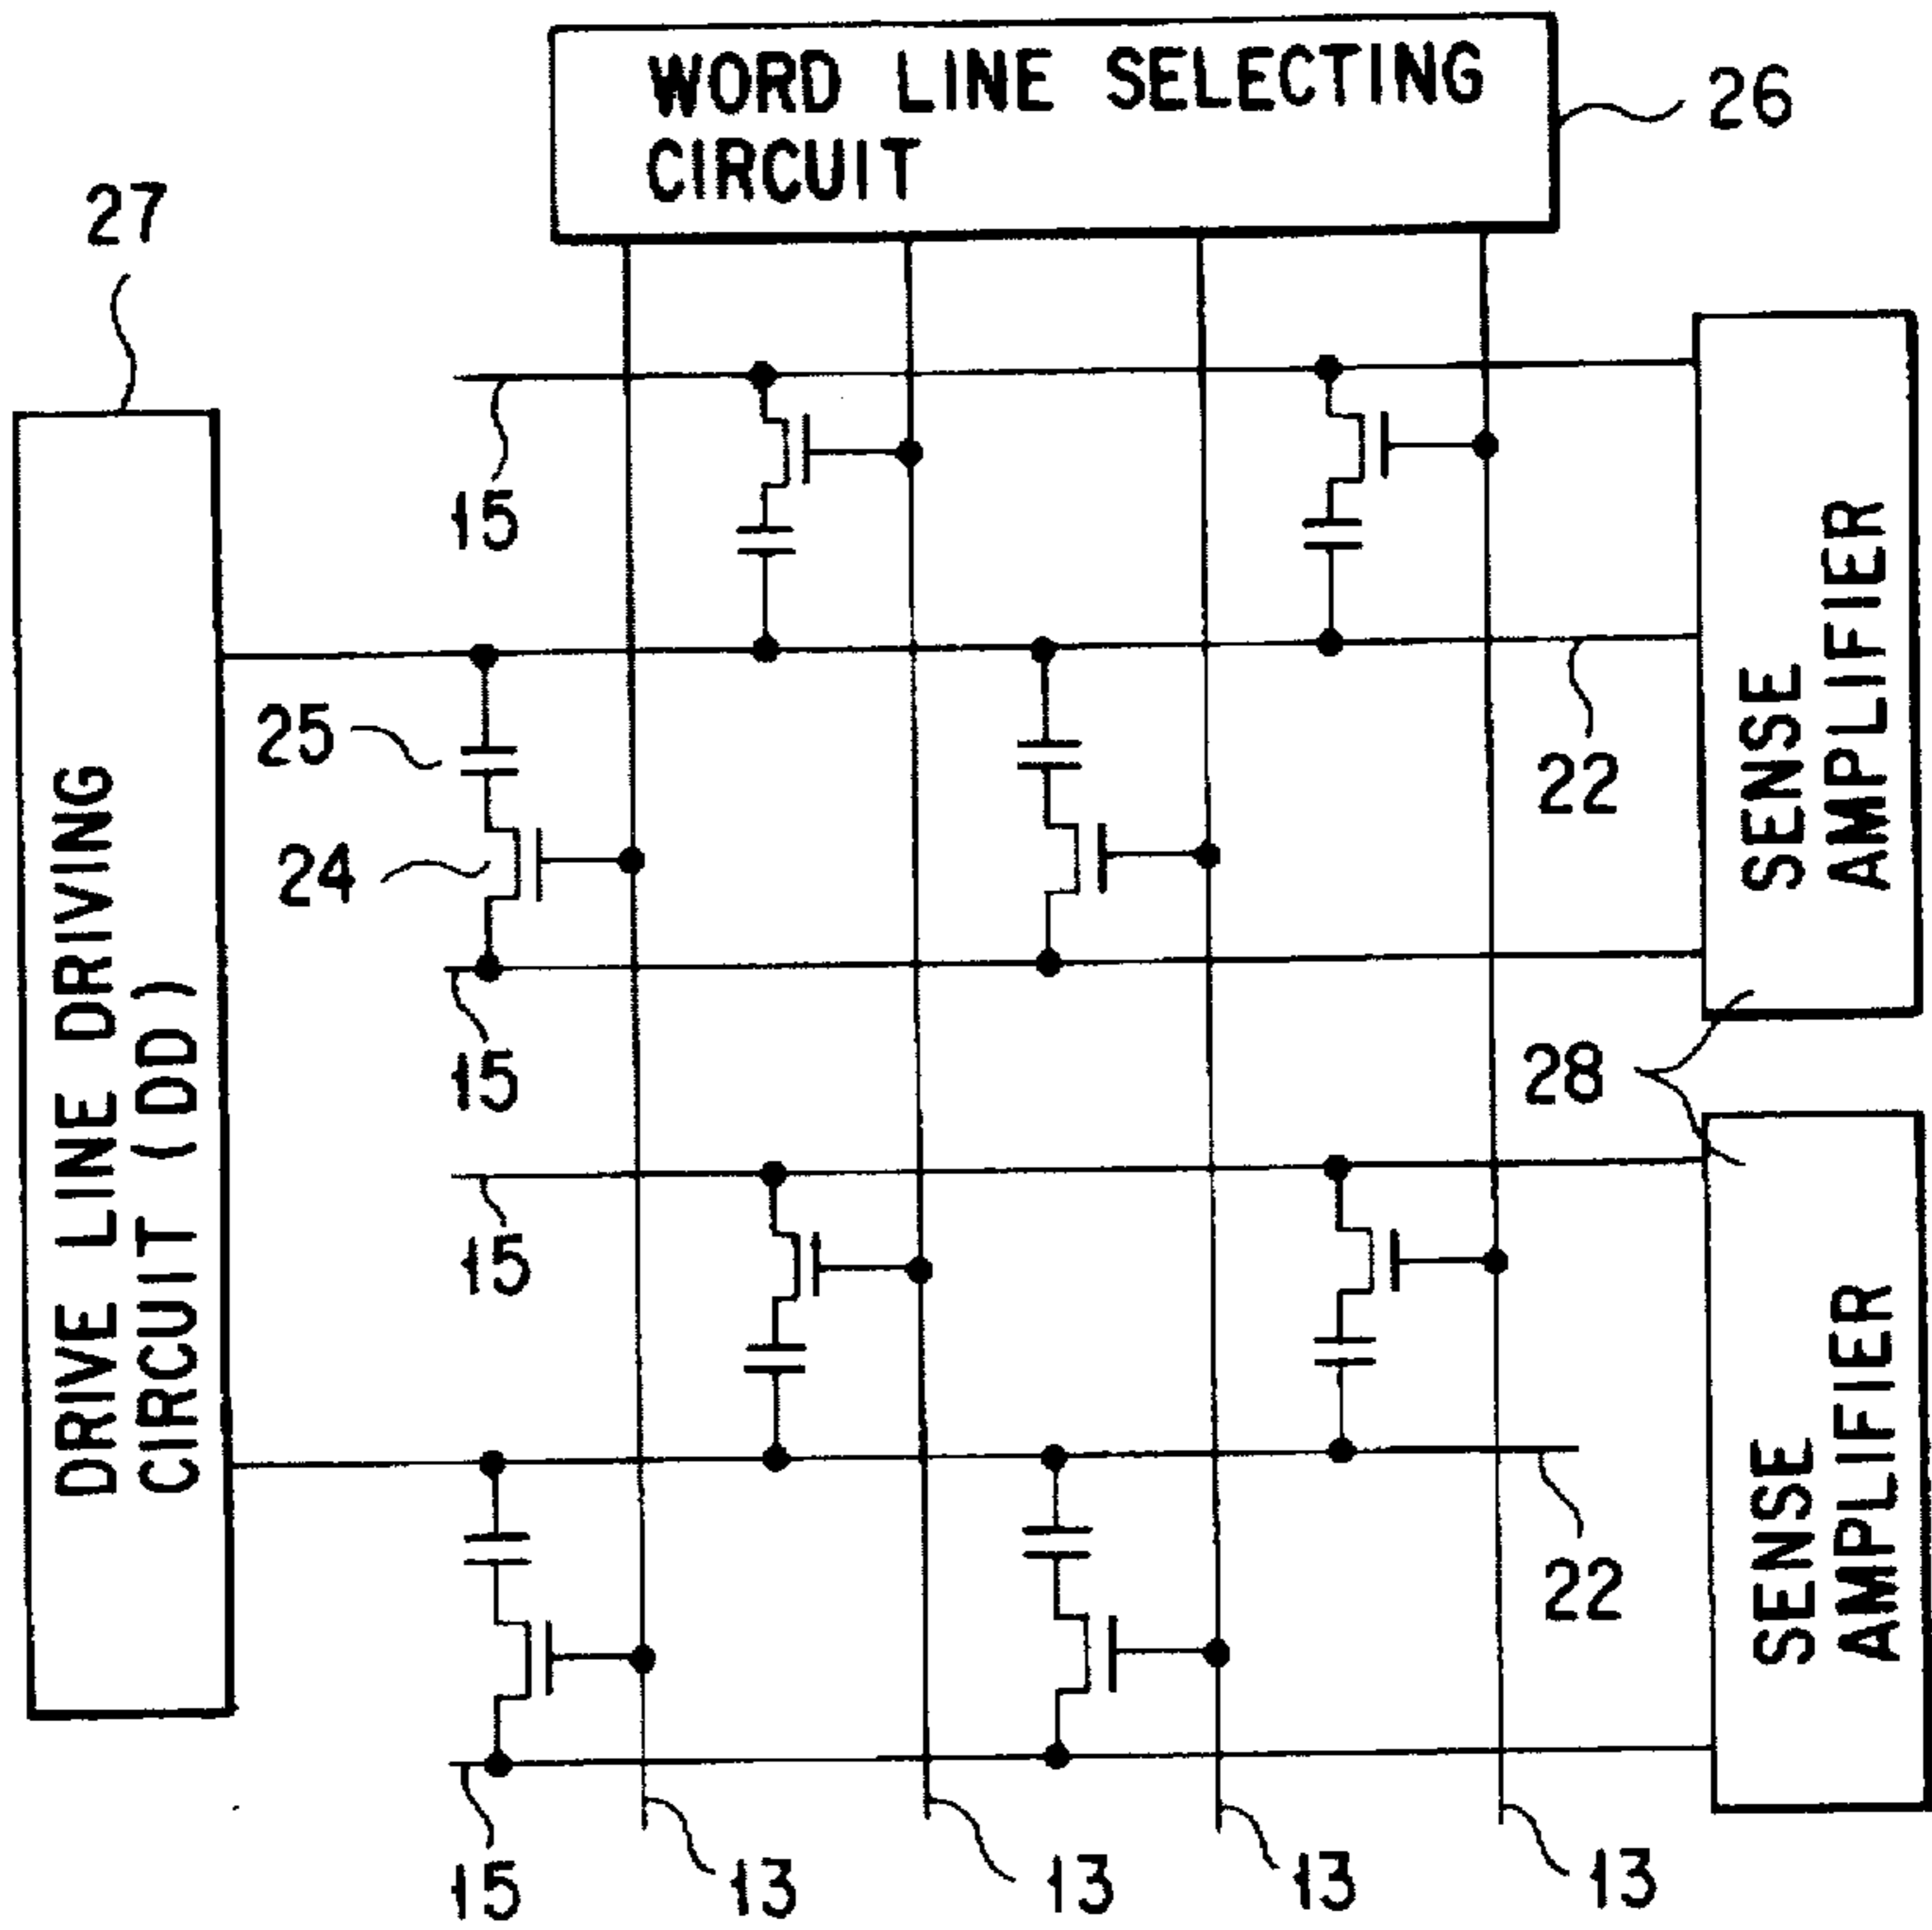 WORD LINE SELECTING
CIRCUIT
26
27
15
25
22
24
SENSE
AMPLIFIER
DRIVE LINE DRIVING
CIRCUIT (DD)
15
28
15
22
SENSE
AMPLIFIER
15
13
13
13
13